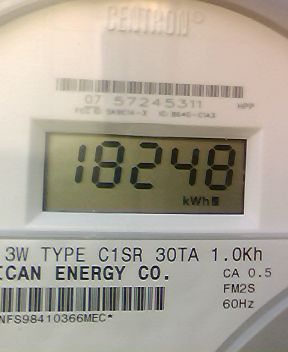 CENTRON®
07 57245311 HPP
18248
kWh
3W TYPE C1SR 30TA 1.0Kh
ICAN ENERGY CO. CA 0.5
FM2S
NFS98410366MEC* 60Hz